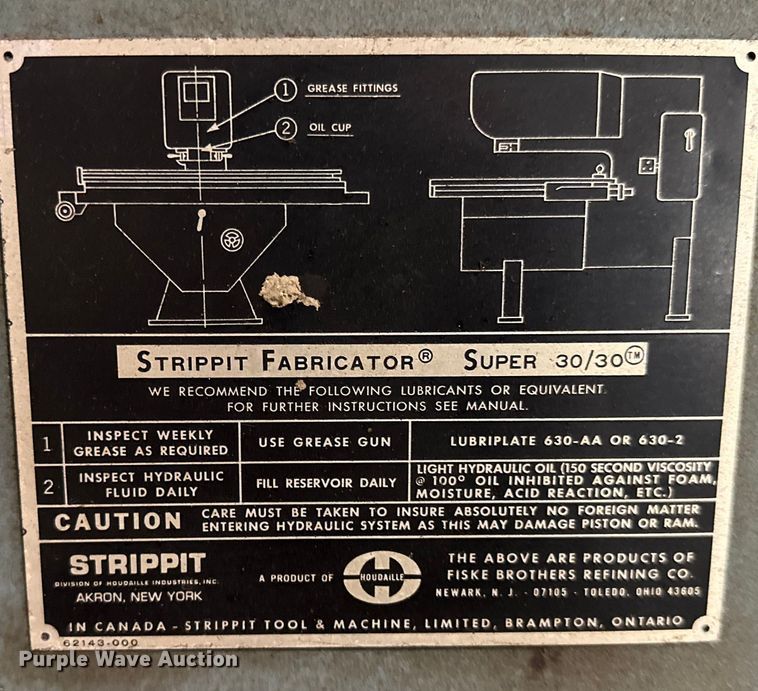 1 GREASE FITTINGS
2 OIL CUP
STRIPPIT FABRICATOR® SUPER 30/30™
WE RECOMMEND THE FOLLOWING LUBRICANTS OR EQUIVALENT
FOR FURTHER INSTRUCTIONS SEE MANUAL.
1 INSPECT WEEKLY GREASE AS REQUIRED USE GREASE GUN LUBRIPLATE 630-AA OR 630-2
2 INSPECT HYDRAULIC FLUID DAILY FILL RESERVOIR DAILY LIGHT HYDRAULIC OIL (150 SECOND VISCOSITY
@ 100° OIL INHIBITED AGAINST FOAM,
MOISTURE, ACID REACTION, ETC.)
CAUTION CARE MUST BE TAKEN TO INSURE ABSOLUTELY NO FOREIGN MATTER
ENTERING HYDRAULIC SYSTEM AS THIS MAY DAMAGE PISTON OR RAM.
STRIPPIT
DIVISION OF HOUDAILLE INDUSTRIES, INC.
AKRON, NEW YORK
A PRODUCT OF HOUDAILLE
THE ABOVE ARE PRODUCTS OF
FISKE BROTHERS REFINING CO.
NEWARK, N. J. - 07105 - TOLEDO, OHIO 43605
IN CANADA - STRIPPIT TOOL & MACHINE, LIMITED, BRAMPTON, ONTARIO
62143-000
Purple Wave Auction